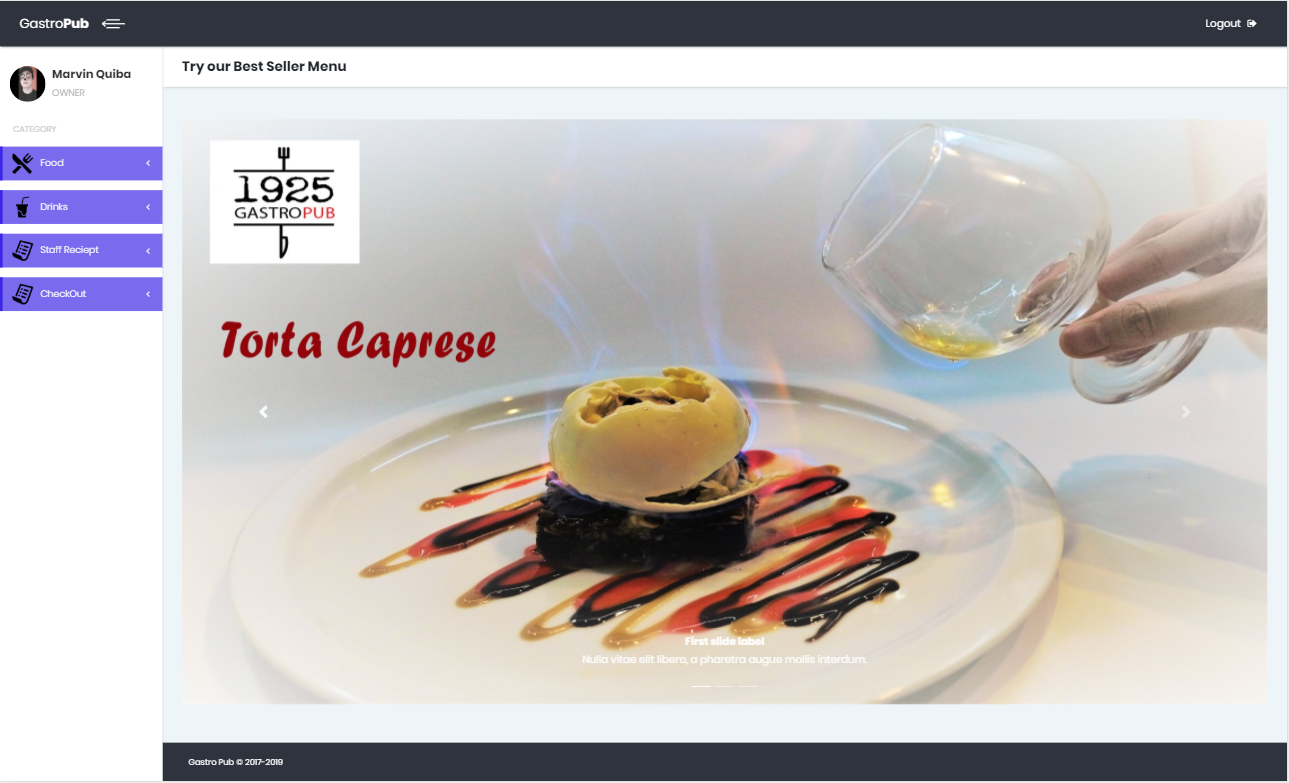 GastroPub
Logout
Marvin Quiba
OWNER
CATEGORY
Food
Drinks
Staff Reciept
CheckOut
Try our Best Seller Menu
1925
GASTROPUB
Torta Caprese
First slide label
Nulla vitae elit libero, a pharetra augue mollis interdum.
Gastro Pub © 2017-2019